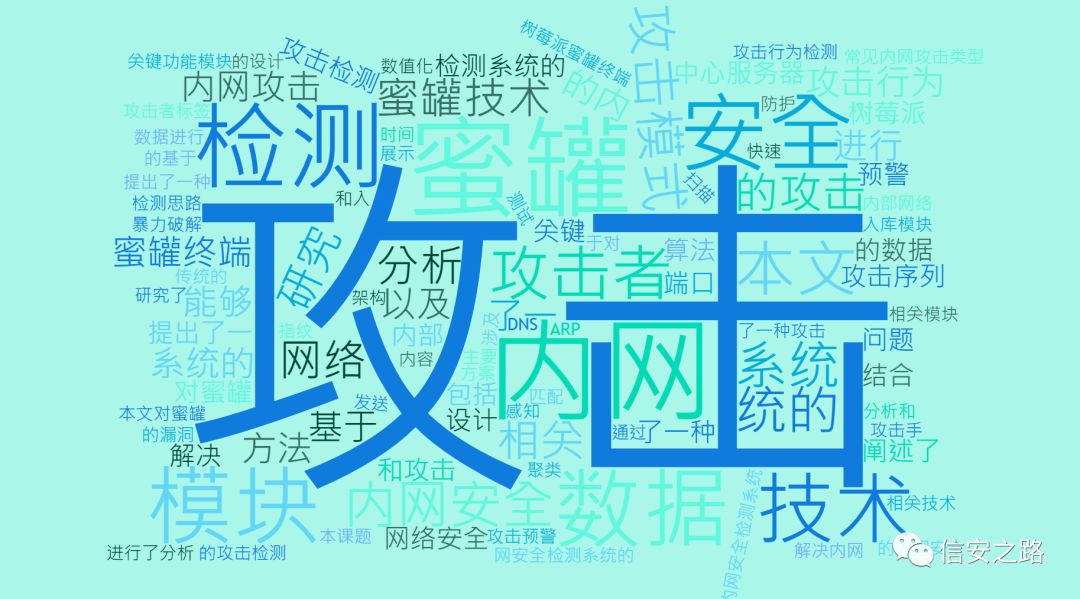 关键功能模块的设计
攻击检测
数值化
检测系统的
树莓派蜜罐终端
攻击模式
攻击行为检测
常见内网攻击类型
内网攻击
蜜罐技术
的内
中心服务器
攻击行为
攻击者标签
检测
蜜罐
安全
防护
树莓派
数据进行
时间
进行
的基于
展示
快速
提出了一种
和入
扫描
的攻击
预警
检测思路
测试
内部网络
暴力破解
研究
关键
于对
算法
本文
入库模块
蜜罐终端
分析
攻击者
的数据
传统的
端口
攻击序列
研究了
能够
架构
以及
了一
涉及
相关模块
提出了一
指纹
内部
DNS
ARP
了一种攻击
问题
系统的
网络
内容
主要
方案
内网
系统
结合
对蜜罐
包括
匹配
统的
本文对蜜罐
发送
感知
分析和
的漏洞
基于
设计
相关
通过
了一种
攻击手
解决
方法
阐述了
攻击
和攻击
聚类
模块
内网安全
数据
技术
相关技术
本课题
网络安全
攻击预警
内网安全检测系统
进行了分析
的攻击检测
网安全检测系统的
解决内网
信安之路